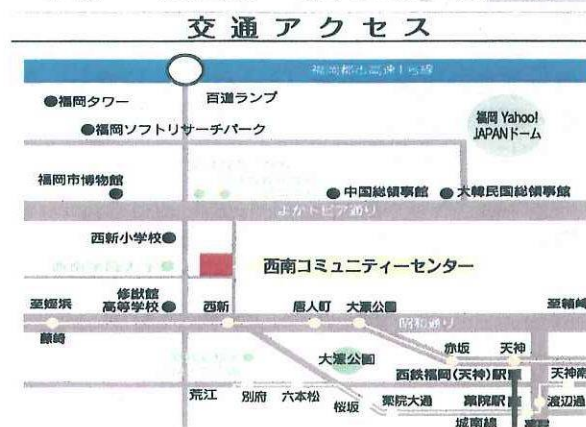 交通アクセス
福岡都市高速1号線
百道ランプ
●福岡タワー
●福岡ソフトリサーチパーク
福岡 Yahoo!
JAPANドーム
福岡市博物館
●中国総領事館
●大韓民国総領事館
よかトピア通り
西新小学校●
西南コミュニティーセンター
修猷館
高等学校●
至姪浜
西新
唐人町
大濠公園
昭和通り
藤崎
赤坂
天神
大濠公園
西鉄福岡(天神)駅
天神南
荒江
別府
六本松
桜坂
薬院大通
薬院駅
渡辺通
城南線